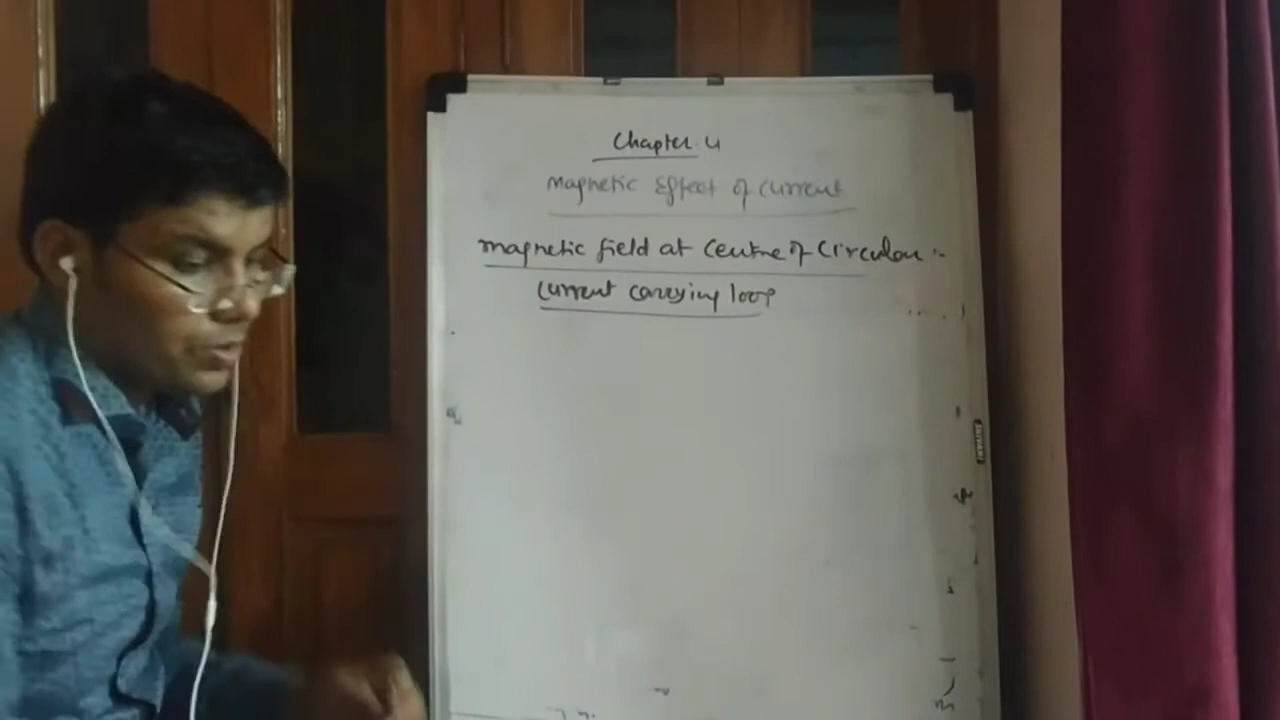 Chapter 4
Magnetic Effect of Current
Magnetic field at Centre of Circular :-
Current carrying loop